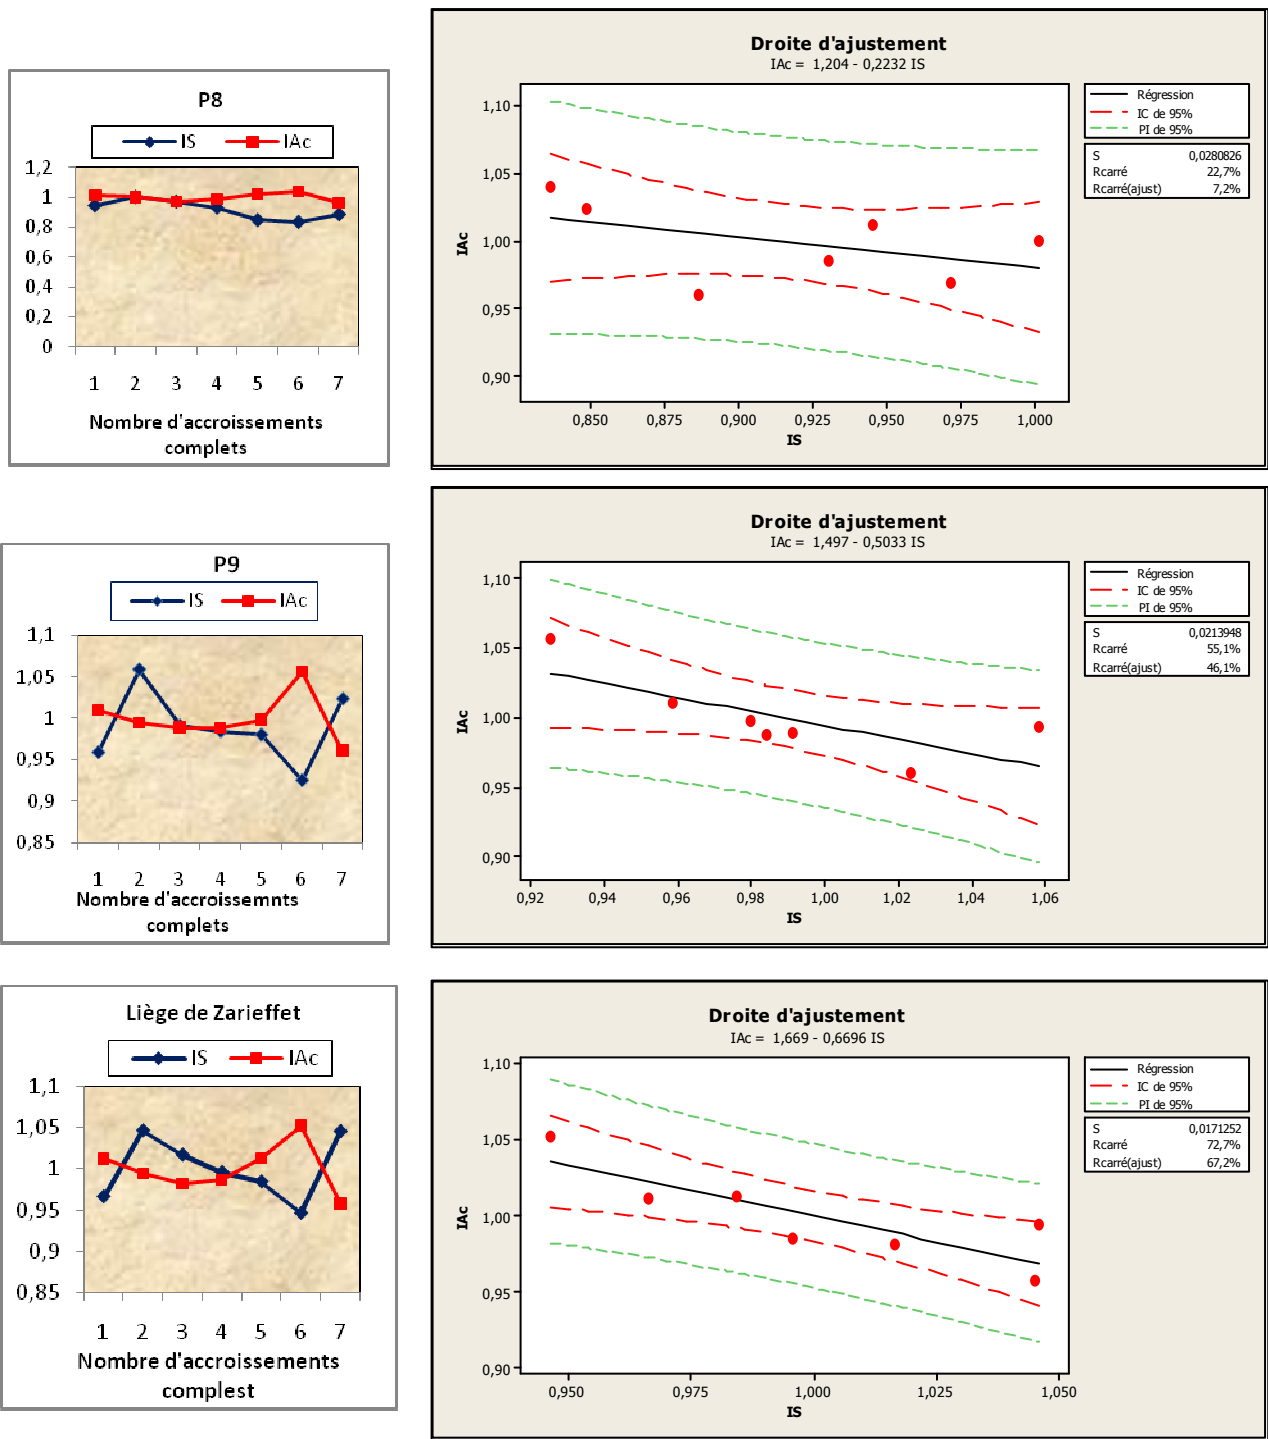 P8
IS IAc
1,2
1
0,8
0,6
0,4
0,2
0
1 2 3 4 5 6 7
Nombre d'accroissements
complets
Droite d'ajustement
IAc = 1,204 - 0,2232 IS
1,10
1,05
1,00
0,95
0,90
IAc
0,850 0,875 0,900 0,925 0,950 0,975 1,000
IS
Régression
IC de 95%
PI de 95%
S 0,0280826
Rcarré 22,7%
Rcarré(ajust) 7,2%
P9
IS IAc
1,1
1,05
1
0,95
0,9
0,85
1 2 3 4 5 6 7
Nombre d'accroissemnts
complets
Droite d'ajustement
IAc = 1,497 - 0,5033 IS
1,10
1,05
1,00
0,95
0,90
IAc
0,92 0,94 0,96 0,98 1,00 1,02 1,04 1,06
IS
Régression
IC de 95%
PI de 95%
S 0,0213948
Rcarré 55,1%
Rcarré(ajust) 46,1%
Liège de Zarieffet
IS IAc
1,1
1,05
1
0,95
0,9
0,85
1 2 3 4 5 6 7
Nombre d'accroissements
complest
Droite d'ajustement
IAc = 1,669 - 0,6696 IS
1,10
1,05
1,00
0,95
0,90
IAc
0,950 0,975 1,000 1,025 1,050
IS
Régression
IC de 95%
PI de 95%
S 0,0171252
Rcarré 72,7%
Rcarré(ajust) 67,2%